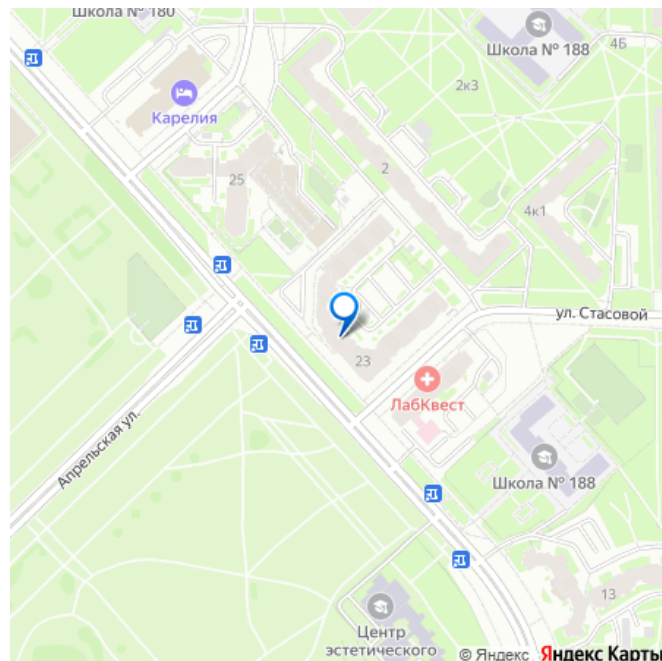 Школа № 180
Школа № 188
4Б
2к3
Карелия
2
25
4к1
ул. Стасовой
23
ЛабКвест
Апрельская ул.
Школа № 188
13
Центр
эстетического
© Яндекс Яндекс Карты